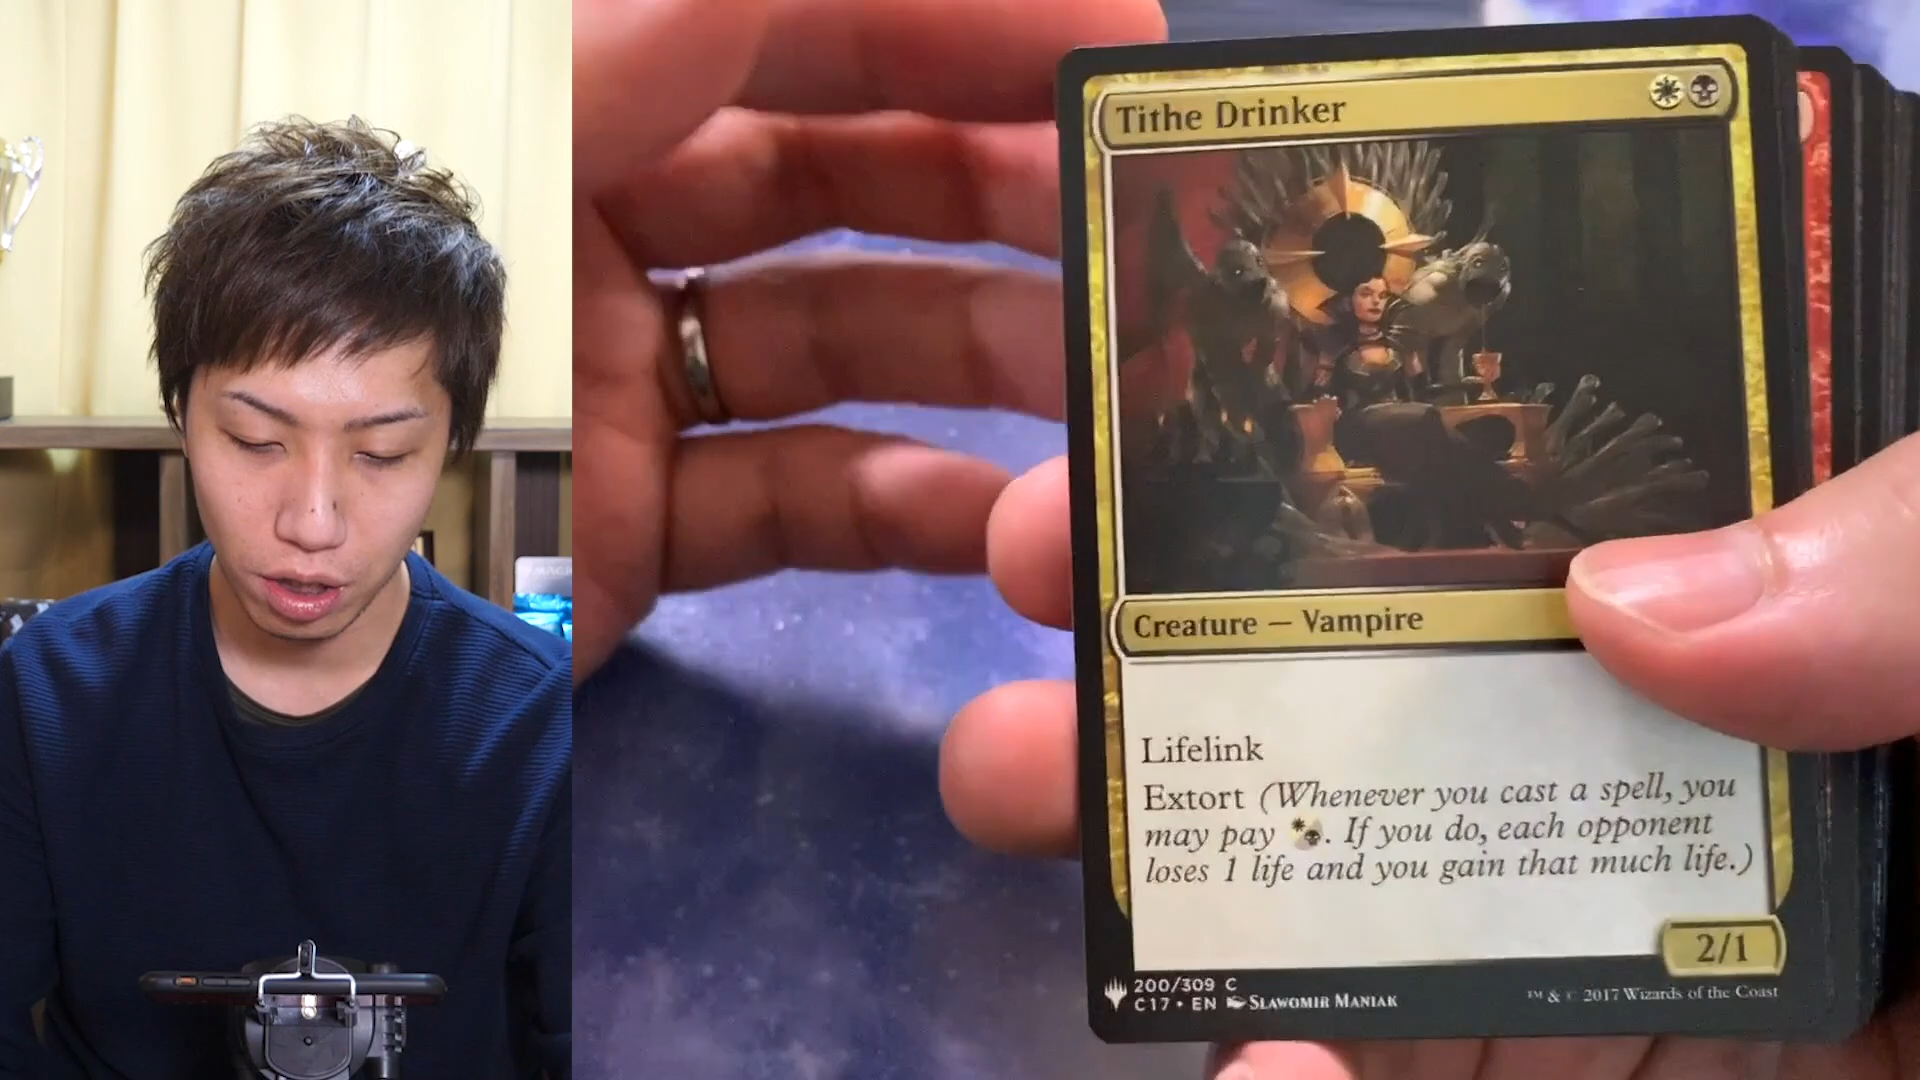 Tithe Drinker
Creature — Vampire
Lifelink
Extort (Whenever you cast a spell, you
may pay . If you do, each opponent
loses 1 life and you gain that much life.)
2/1
200/309 C
C17 • EN SLAWOMIR MANIAK
™ & © 2017 Wizards of the Coast